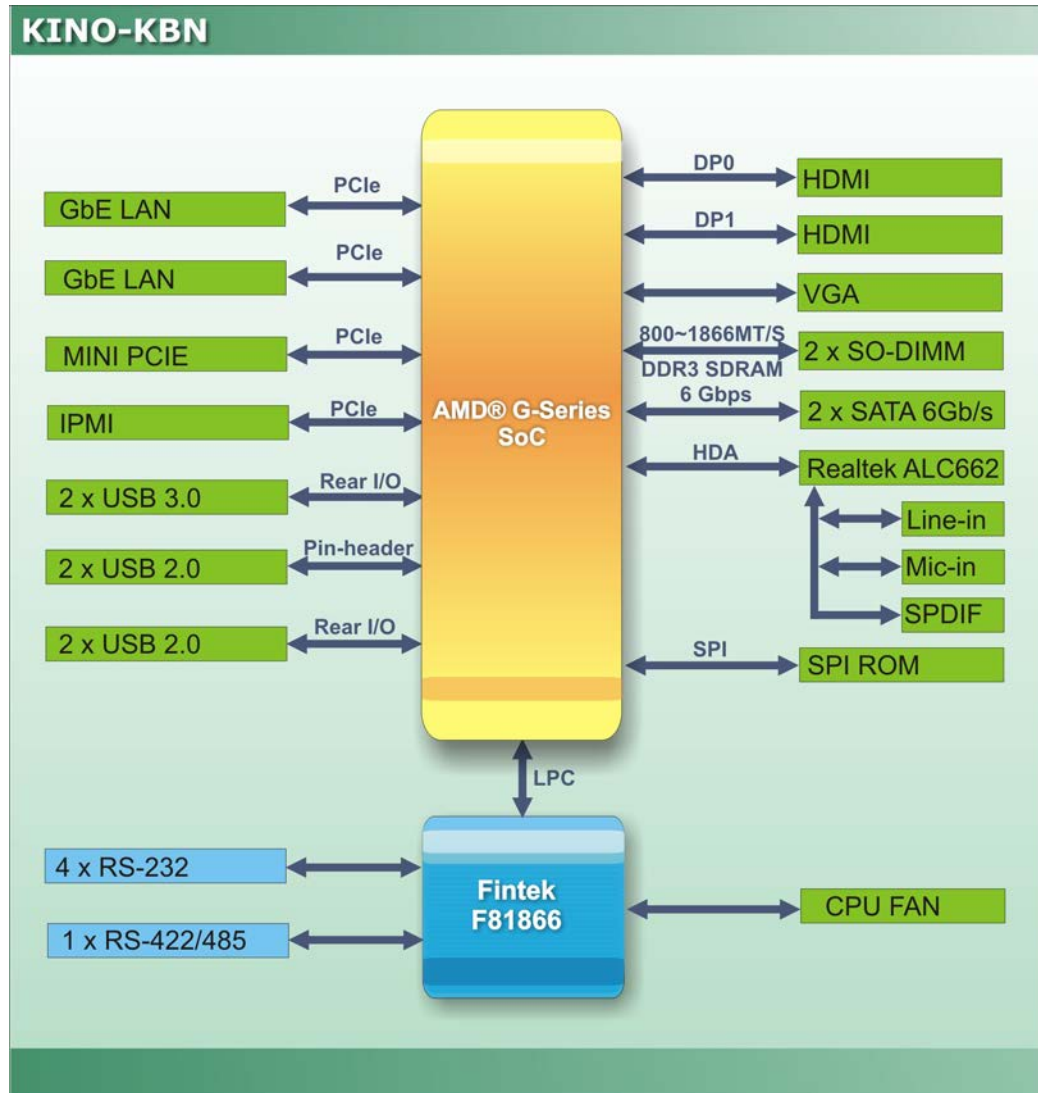 KINO-KBN
PCIe
GbE LAN
PCIe
GbE LAN
PCIe
MINI PCIE
PCIe
IPMI
Rear I/O
2 x USB 3.0
Pin-header
2 x USB 2.0
Rear I/O
2 x USB 2.0
AMD® G-Series
SoC
DP0
HDMI
DP1
HDMI
VGA
800~1866MT/S
2 x SO-DIMM
DDR3 SDRAM
6 Gbps
2 x SATA 6Gb/s
HDA
Realtek ALC662
Line-in
Mic-in
SPDIF
SPI
SPI ROM
LPC
4 x RS-232
1 x RS-422/485
Fintek
F81866
CPU FAN